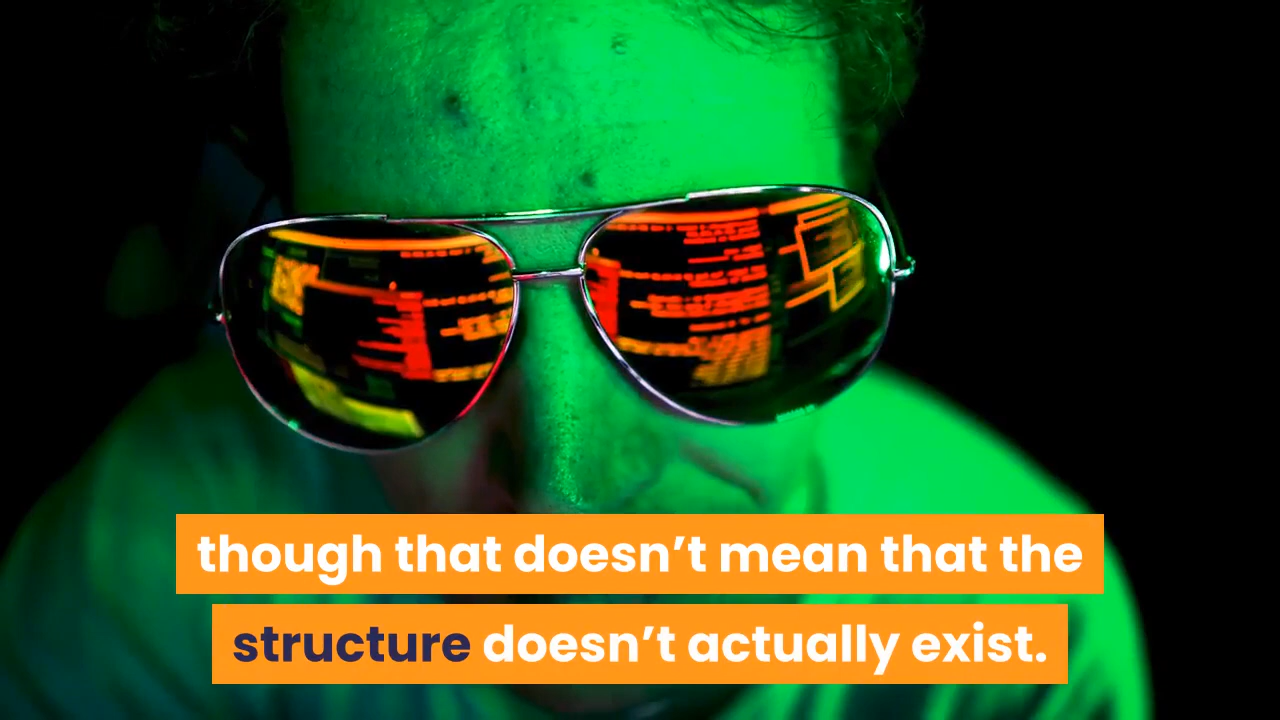 though that doesn’t mean that the
structure doesn’t actually exist.